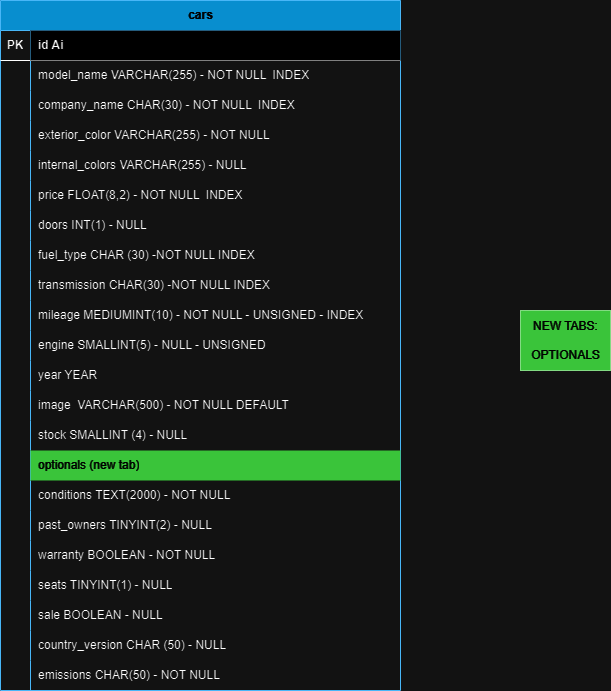 cars
PK id Ai
model_name VARCHAR(255) - NOT NULL  INDEX
company_name CHAR(30) - NOT NULL  INDEX
exterior_color VARCHAR(255) - NOT NULL
internal_colors VARCHAR(255) - NULL
price FLOAT(8,2) - NOT NULL  INDEX
doors INT(1) - NULL
fuel_type CHAR (30) -NOT NULL INDEX
transmission CHAR(30) -NOT NULL INDEX
mileage MEDIUMINT(10) - NOT NULL - UNSIGNED - INDEX
NEW TABS:
engine SMALLINT(5) - NULL - UNSIGNED
OPTIONALS
year YEAR
image  VARCHAR(500) - NOT NULL DEFAULT
stock SMALLINT (4) - NULL
optionals (new tab)
conditions TEXT(2000) - NOT NULL
past_owners TINYINT(2) - NULL
warranty BOOLEAN - NOT NULL
seats TINYINT(1) - NULL
sale BOOLEAN - NULL
country_version CHAR (50) - NULL
emissions CHAR(50) - NOT NULL